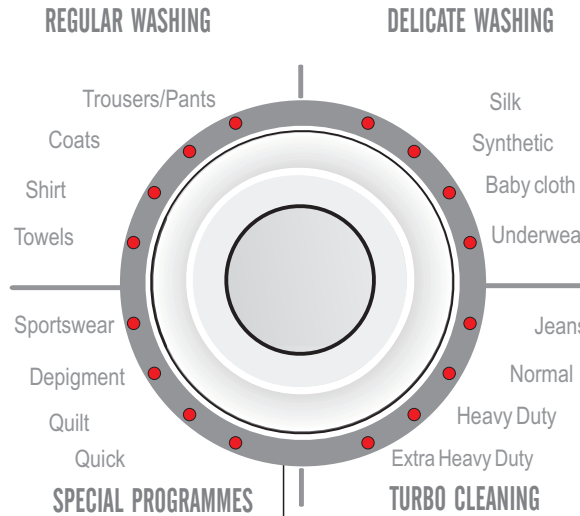 REGULAR WASHING
DELICATE WASHING
Trousers/Pants
Coats
Shirt
Towels
Silk
Synthetic
Baby cloth
Underwear
Sportswear
Depigment
Quilt
Quick
Jeans
Normal
Heavy Duty
Extra Heavy Duty
SPECIAL PROGRAMMES
TURBO CLEANING